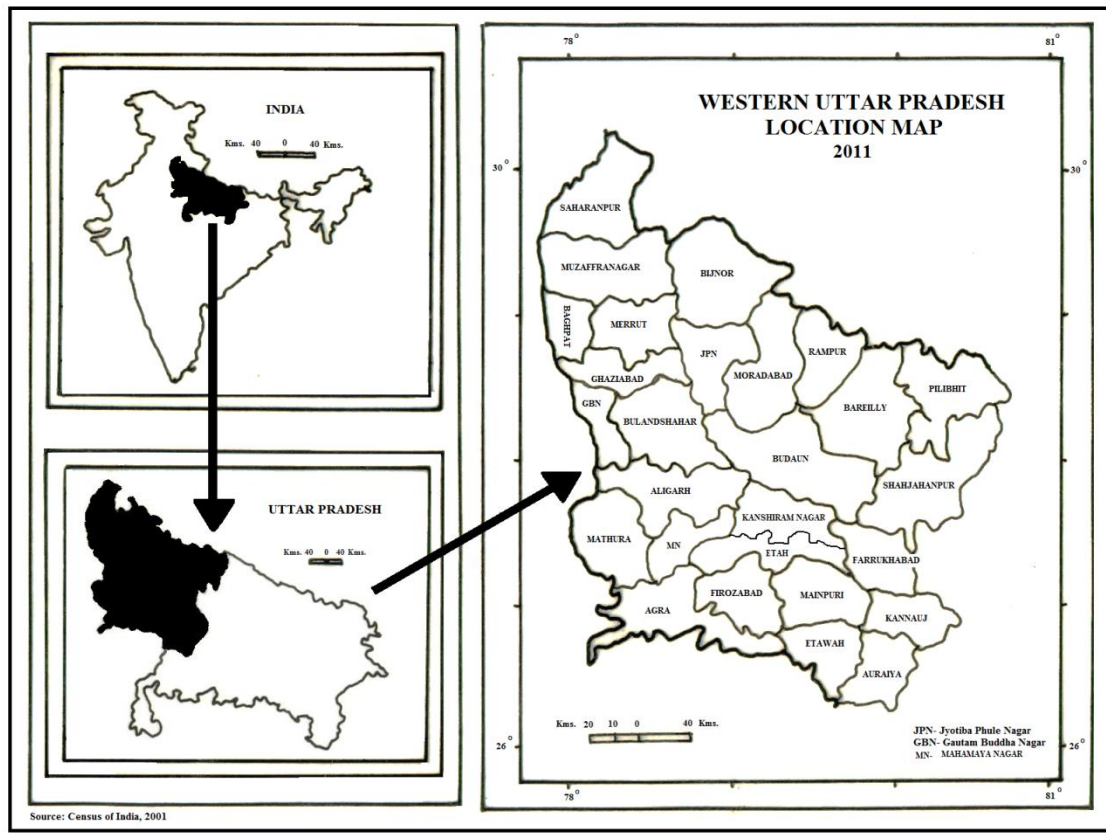 INDIA
Kms. 40 0 40 Kms.
UTTAR PRADESH
Kms. 40 0 40 Kms.
Source: Census of India, 2001
78° 81°
WESTERN UTTAR PRADESH
LOCATION MAP
2011
30° 30°
SAHARANPUR
MUZAFFRANAGAR
BIJNOR
BAGHPAT
MERRUT
JPN
MORADABAD
RAMPUR
PILIBHIT
GHAZIABAD
GBN
BULANDSHAHAR
BAREILLY
BUDAUN
SHAHJAHANPUR
ALIGARH
KANSHIRAM NAGAR
MATHURA
MN
ETAH
FARRUKHABAD
AGRA
FIROZABAD
MAINPURI
KANNAUJ
ETAWAH
AURAIYA
Kms. 20 10 0 40 Kms.
JPN- Jyotiba Phule Nagar
GBN- Gautam Buddha Nagar
MN- MAHAMAYA NAGAR
26° 26°
78° 81°